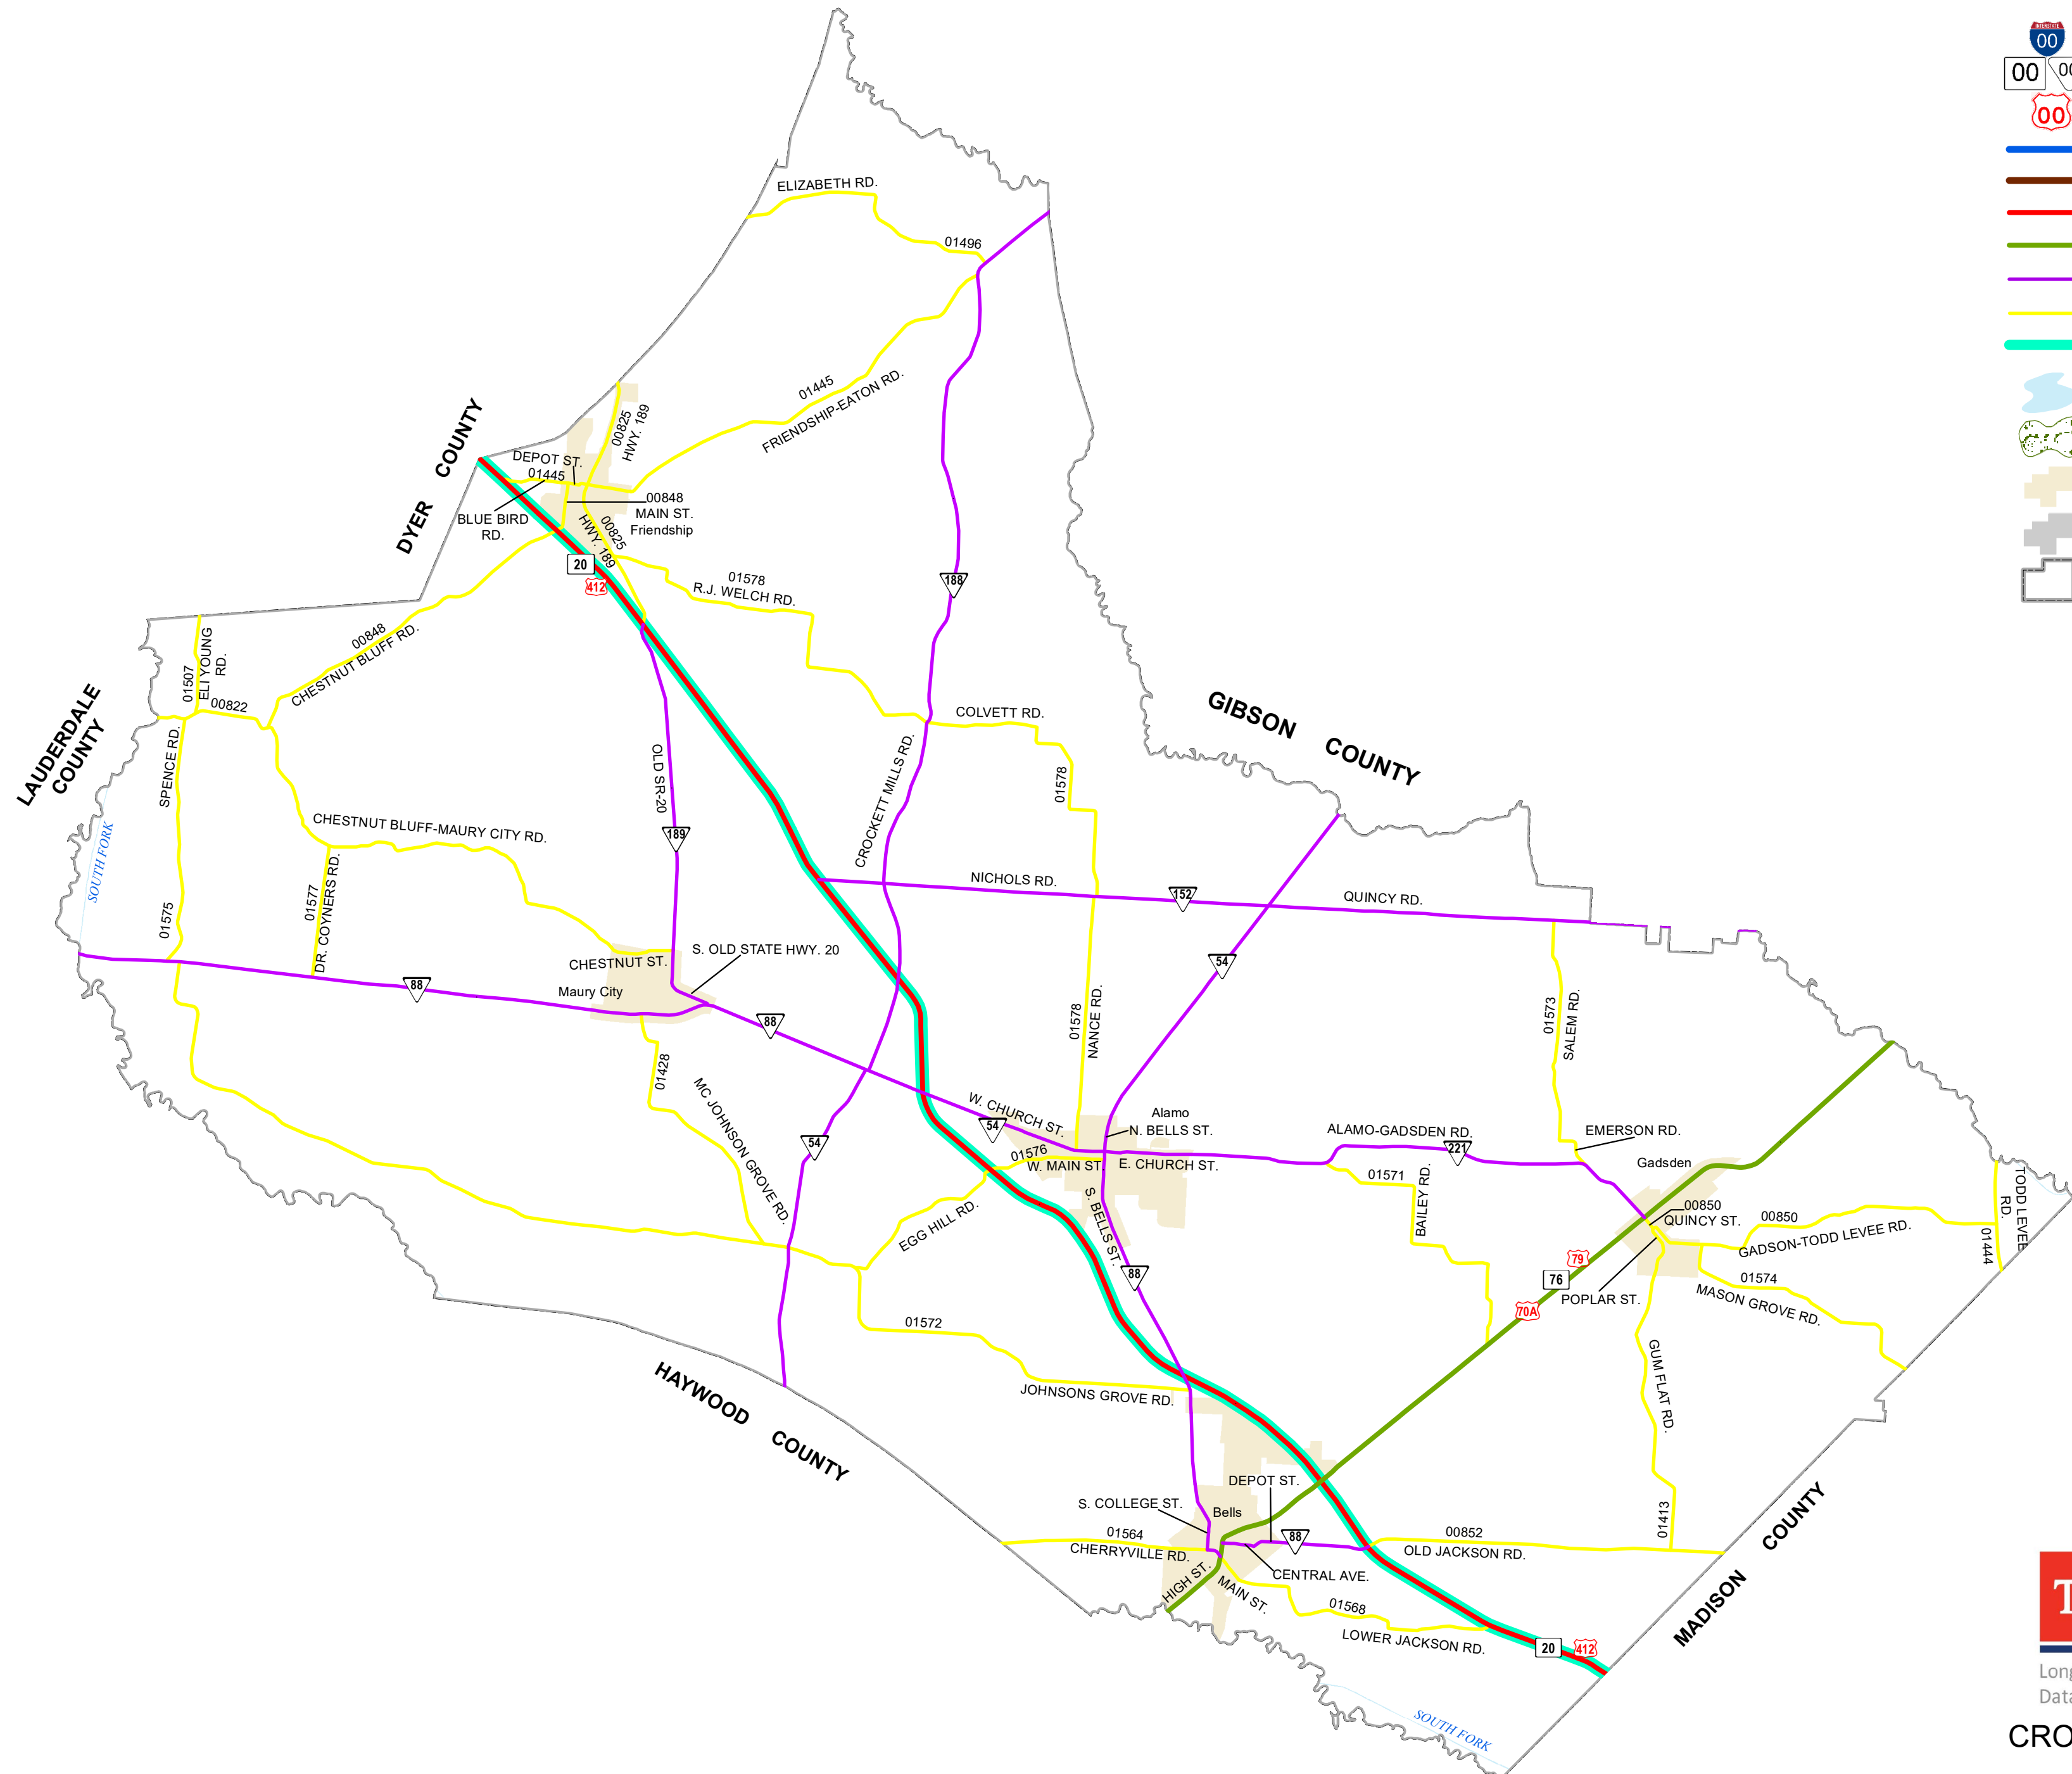 00
00
00
00
ELIZABETH RD.
01496
01445
FRIENDSHIP-EATON RD.
00825
HWY. 189
DYER COUNTY
DEPOT ST.
01445
BLUE BIRD
RD.
00848
MAIN ST.
Friendship
00825
HWY. 189
20
412
01578
R.J. WELCH RD.
188
00848
CHESTNUT BLUFF RD.
01507
ELI YOUNG
RD.
00822
LAUDERDALE
COUNTY
SPENCE RD.
SOUTH FORK
OLD SR-20
COLVETT RD.
CROCKETT MILLS RD.
01578
GIBSON COUNTY
CHESTNUT BLUFF-MAURY CITY RD.
189
01577
DR. COYNERS RD.
01575
NICHOLS RD.
152
QUINCY RD.
S. OLD STATE HWY. 20
CHESTNUT ST.
Maury City
88
88
54
01578
NANCE RD.
01573
SALEM RD.
01428
MC JOHNSON GROVE RD.
54
W. CHURCH ST.
54
Alamo
N. BELLS ST.
01576
W. MAIN ST.
E. CHURCH ST.
ALAMO-GADSDEN RD.
221
EMERSON RD.
Gadsden
01571
BAILEY RD.
S. BELLS ST.
EGG HILL RD.
88
00850
QUINCY ST.
00850
GADSON-TODD LEVEE RD.
TODD LEVEE
RD.
01444
79
76
70A
POPLAR ST.
01574
MASON GROVE RD.
GUM FLAT RD.
01413
01572
JOHNSONS GROVE RD.
HAYWOOD COUNTY
DEPOT ST.
S. COLLEGE ST.
Bells
01564
CHERRYVILLE RD.
88
00852
OLD JACKSON RD.
CENTRAL AVE.
HIGH ST.
MAIN ST.
01568
LOWER JACKSON RD.
20
412
MADISON COUNTY
SOUTH FORK
T
Long
Data
CRO